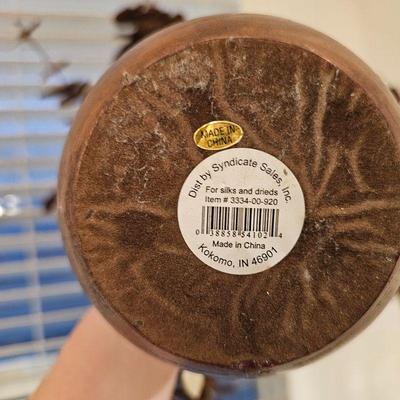 MADE IN
CHINA
Dist by Syndicate Sales, Inc.
For silks and drieds
Item # 3334-00-920
0 38858 54102 4
Made in China
Kokomo, IN 46901